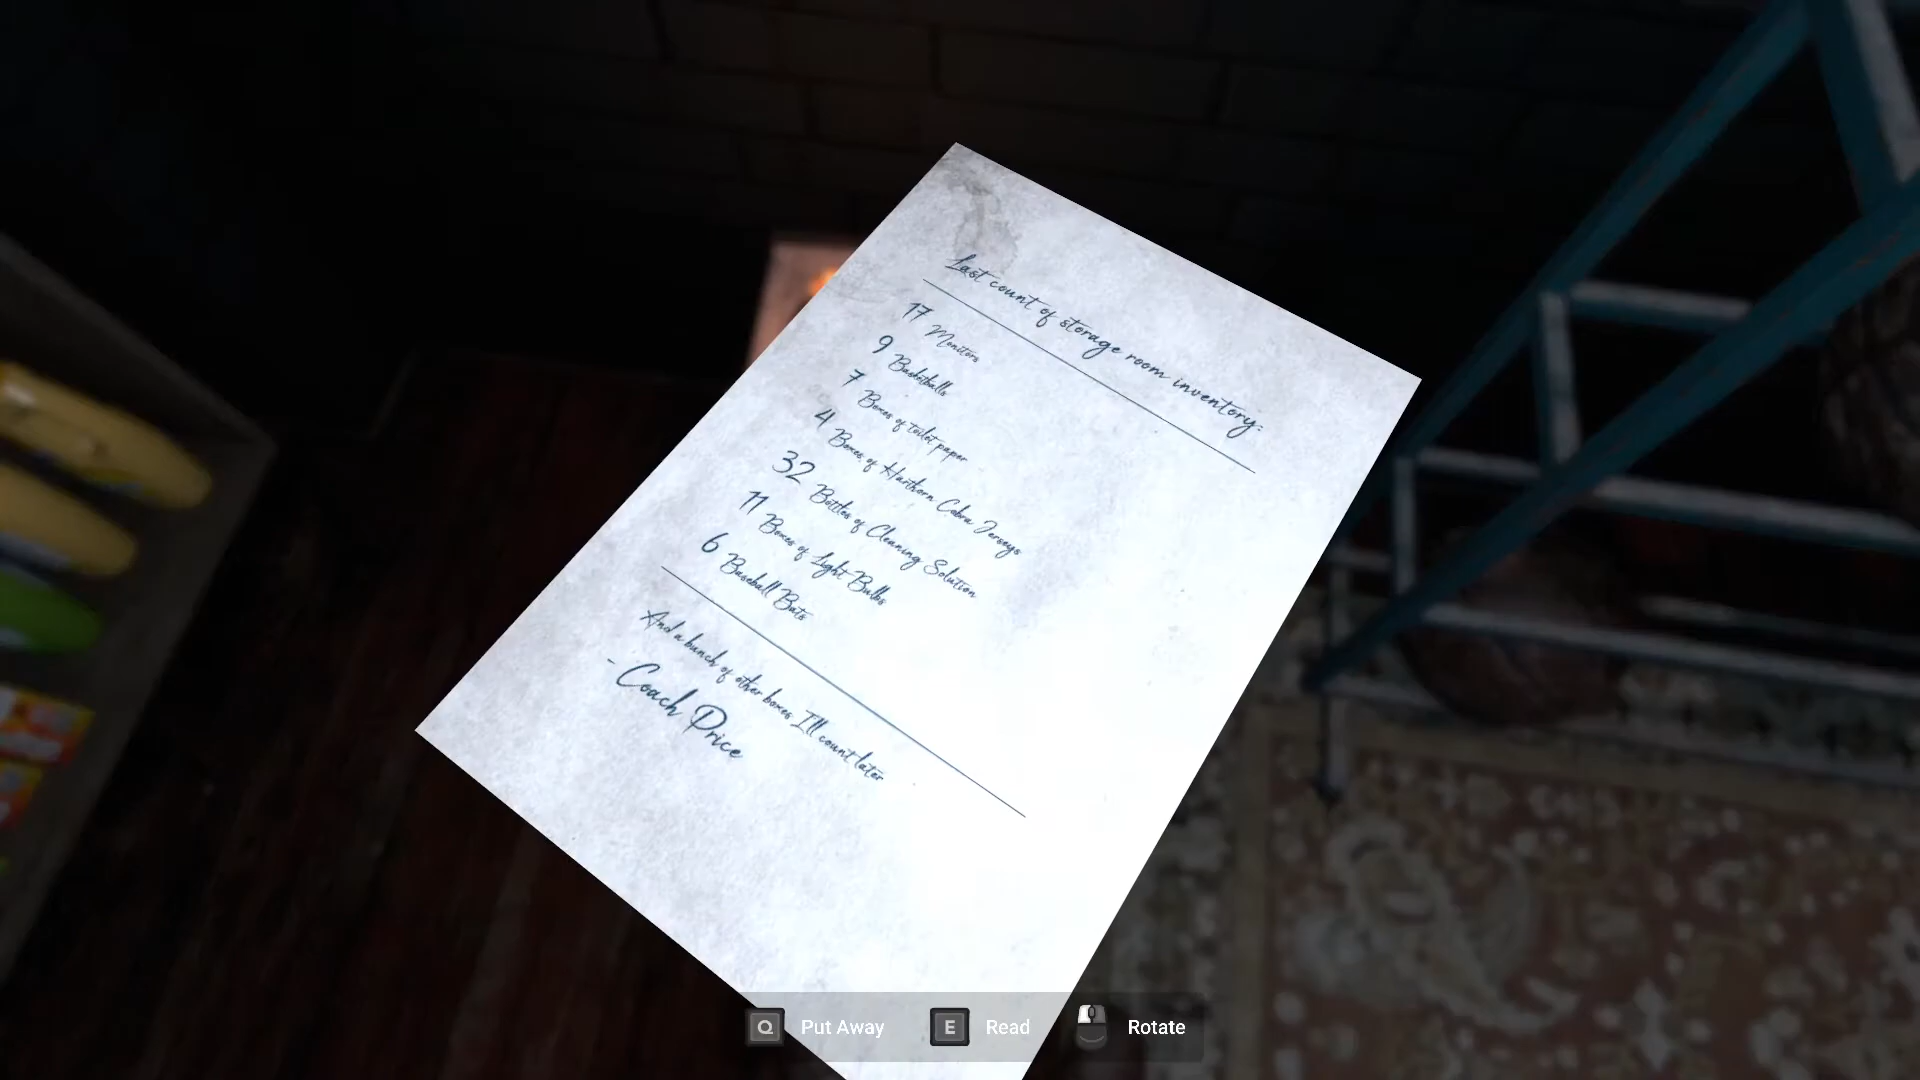 Last count of storage room inventory:
17 Monitors
9 Basketballs
7 Boxes of toilet paper
4 Boxes of Harthorn Cobra Jerseys
32 Bottles of Cleaning Solution
11 Boxes of Light Bulbs
6 Baseball Bats
And a bunch of other boxes I'll count later
- Coach Price
Q Put Away E Read Rotate